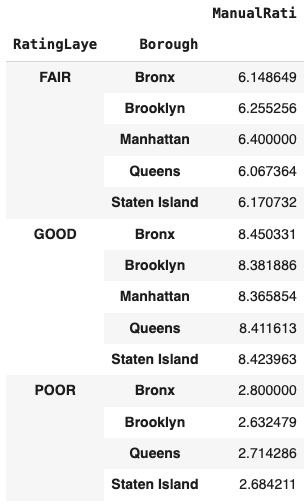 ManualRati
RatingLaye Borough
FAIR Bronx 6.148649
Brooklyn 6.255256
Manhattan 6.400000
Queens 6.067364
Staten Island 6.170732
GOOD Bronx 8.450331
Brooklyn 8.381886
Manhattan 8.365854
Queens 8.411613
Staten Island 8.423963
POOR Bronx 2.800000
Brooklyn 2.632479
Queens 2.714286
Staten Island 2.684211